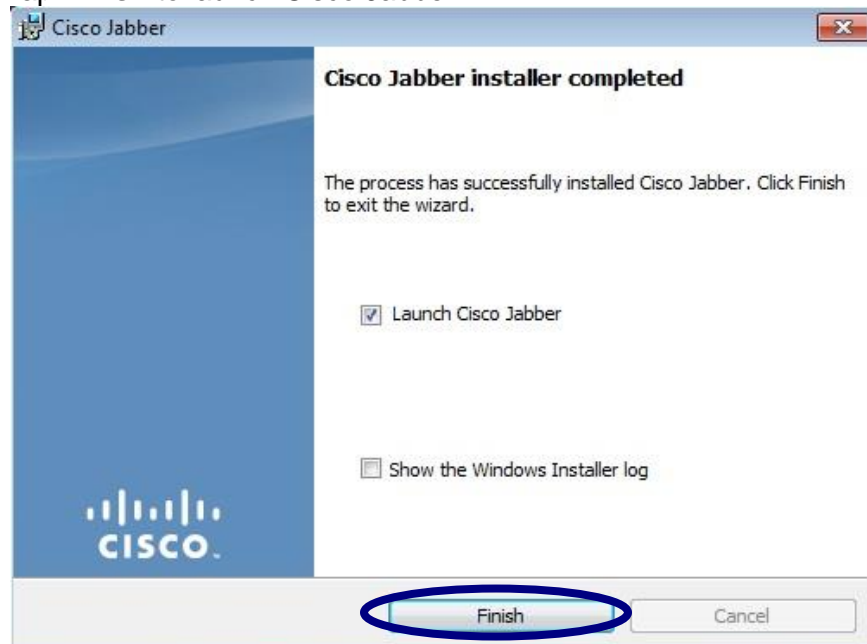 Cisco Jabber
Cisco Jabber installer completed
The process has successfully installed Cisco Jabber. Click Finish
to exit the wizard.
Launch Cisco Jabber
Show the Windows Installer log
CISCO.
Finish
Cancel